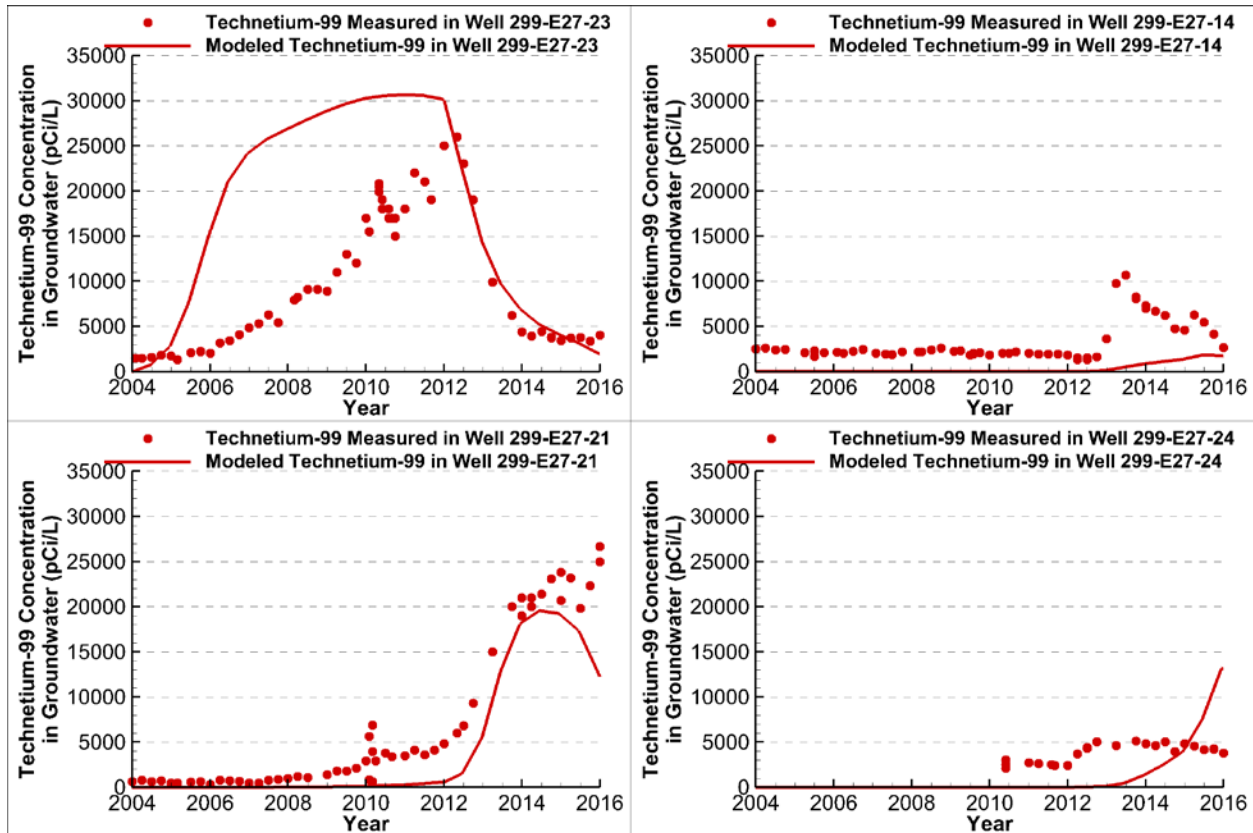 Technetium-99 Measured in Well 299-E27-23
Modeled Technetium-99 in Well 299-E27-23
Technetium-99 Concentration
in Groundwater (pCi/L)
35000
30000
25000
20000
15000
10000
5000
0
2004 2006 2008 2010 2012 2014 2016
Year
Technetium-99 Measured in Well 299-E27-14
Modeled Technetium-99 in Well 299-E27-14
Technetium-99 Concentration
in Groundwater (pCi/L)
35000
30000
25000
20000
15000
10000
5000
0
2004 2006 2008 2010 2012 2014 2016
Year
Technetium-99 Measured in Well 299-E27-21
Modeled Technetium-99 in Well 299-E27-21
Technetium-99 Concentration
in Groundwater (pCi/L)
35000
30000
25000
20000
15000
10000
5000
0
2004 2006 2008 2010 2012 2014 2016
Year
Technetium-99 Measured in Well 299-E27-24
Modeled Technetium-99 in Well 299-E27-24
Technetium-99 Concentration
in Groundwater (pCi/L)
35000
30000
25000
20000
15000
10000
5000
0
2004 2006 2008 2010 2012 2014 2016
Year